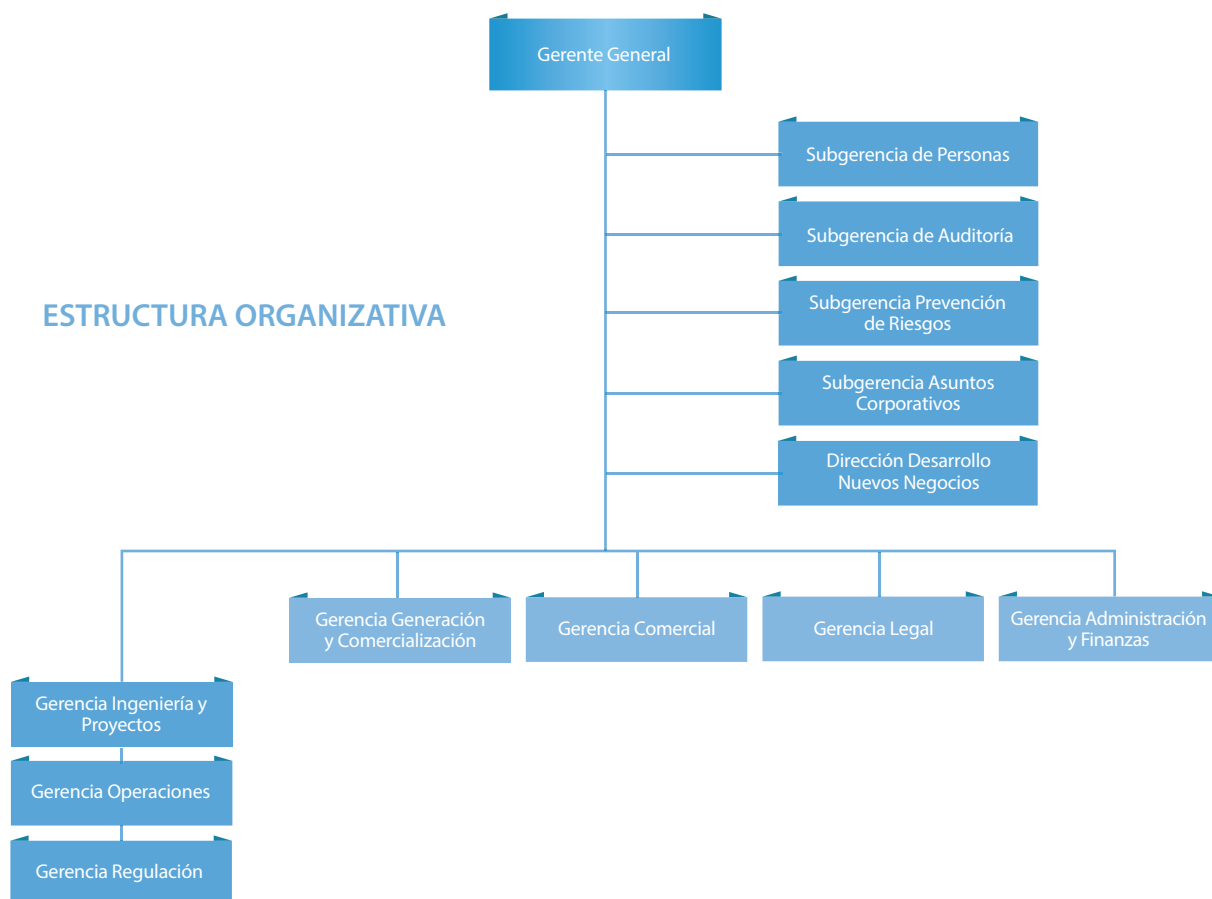 Gerente General
Subgerencia de Personas
Subgerencia de Auditoría
Subgerencia Prevención
de Riesgos
ESTRUCTURA ORGANIZATIVA
Subgerencia Asuntos
Corporativos
Dirección Desarrollo
Nuevos Negocios
Gerencia Generación
y Comercialización
Gerencia Comercial
Gerencia Legal
Gerencia Administración
y Finanzas
Gerencia Ingeniería y
Proyectos
Gerencia Operaciones
Gerencia Regulación